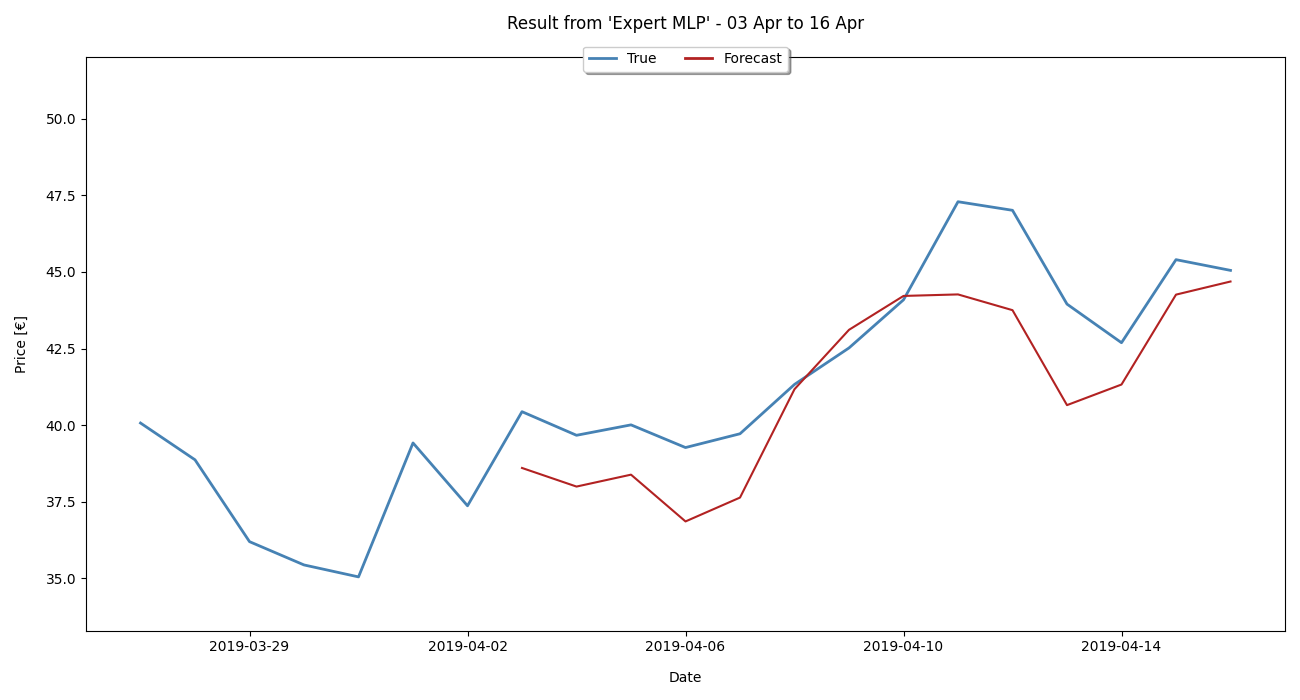 Result from 'Expert MLP' - 03 Apr to 16 Apr
True Forecast
50.0
47.5
45.0
42.5
40.0
37.5
35.0
Price [€]
2019-03-29 2019-04-02 2019-04-06 2019-04-10 2019-04-14
Date